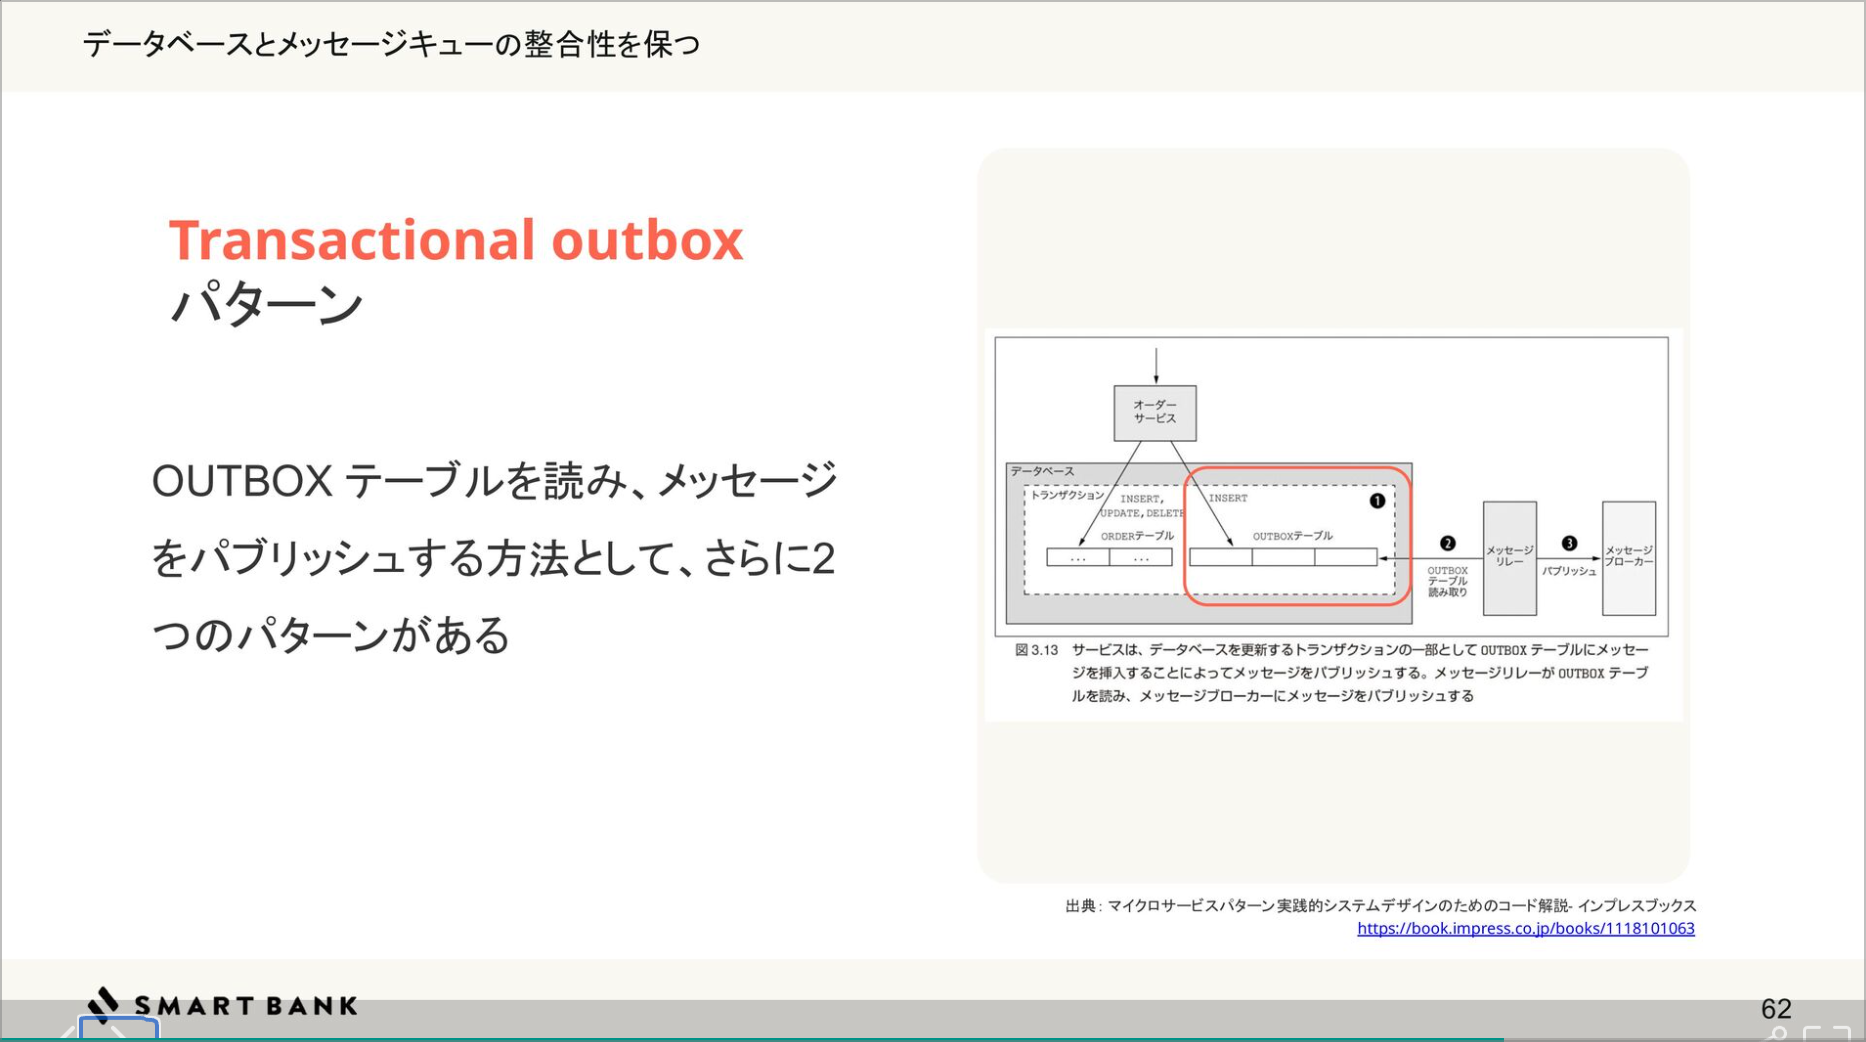 データベースとメッセージキューの整合性を保つ
Transactional outbox
パターン
OUTBOX テーブルを読み、メッセージ
をパブリッシュする方法として、さらに2
つのパターンがある
オーダー
サービス
データベース
トランザクション
INSERT,
UPDATE,DELETE
INSERT
❶
ORDERテーブル
OUTBOXテーブル
...
...
❷
OUTBOX
テーブル
読み取り
メッセージ
リレー
❸
パブリッシュ
メッセージ
ブローカー
図 3.13 サービスは、データベースを更新するトランザクションの一部として OUTBOX テーブルにメッセー
ジを挿入することによってメッセージをパブリッシュする。メッセージリレーが OUTBOX テーブ
ルを読み、メッセージブローカーにメッセージをパブリッシュする
出典: マイクロサービスパターン実践的システムデザインのためのコード解説- インプレスブックス
https://book.impress.co.jp/books/1118101063
SMART BANK
62